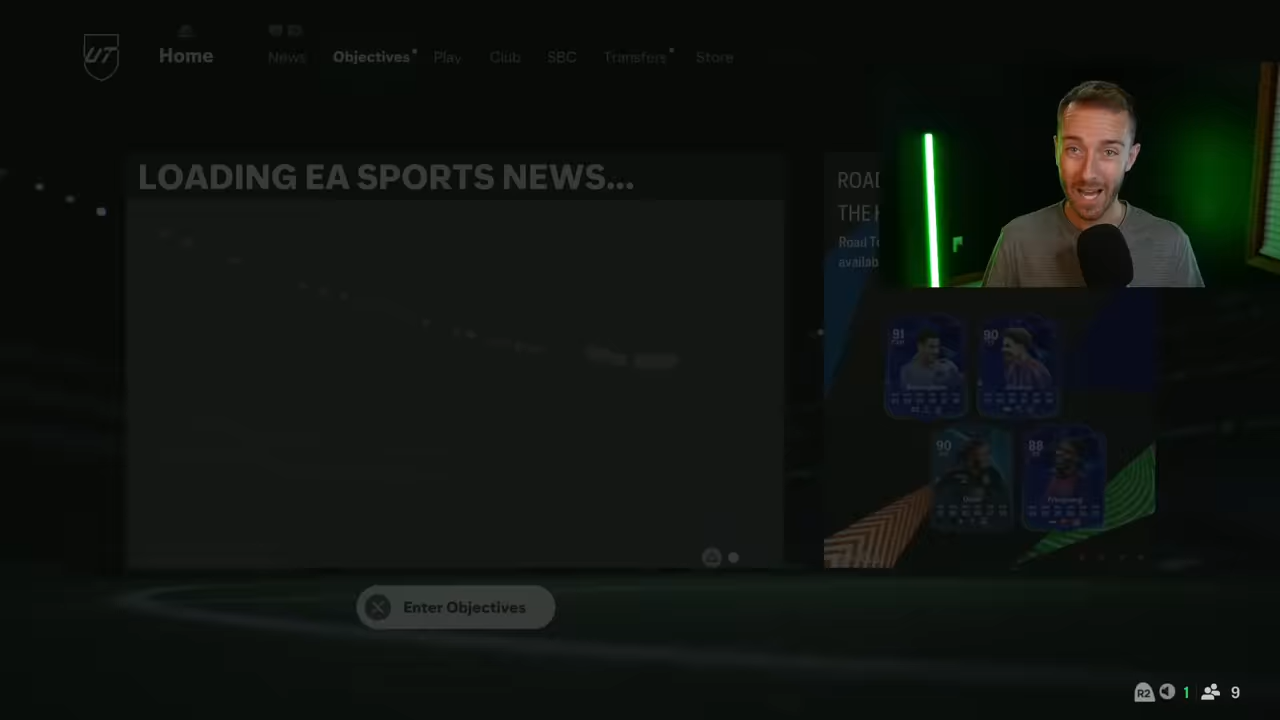 UT
Home
News
Objectives
Play
Club
SBC
Transfers
Store
LOADING EA SPORTS NEWS...
ROAD
THE
Road To
availab
91
90
90
88
Frimpong
Enter Objectives
R2
1
9